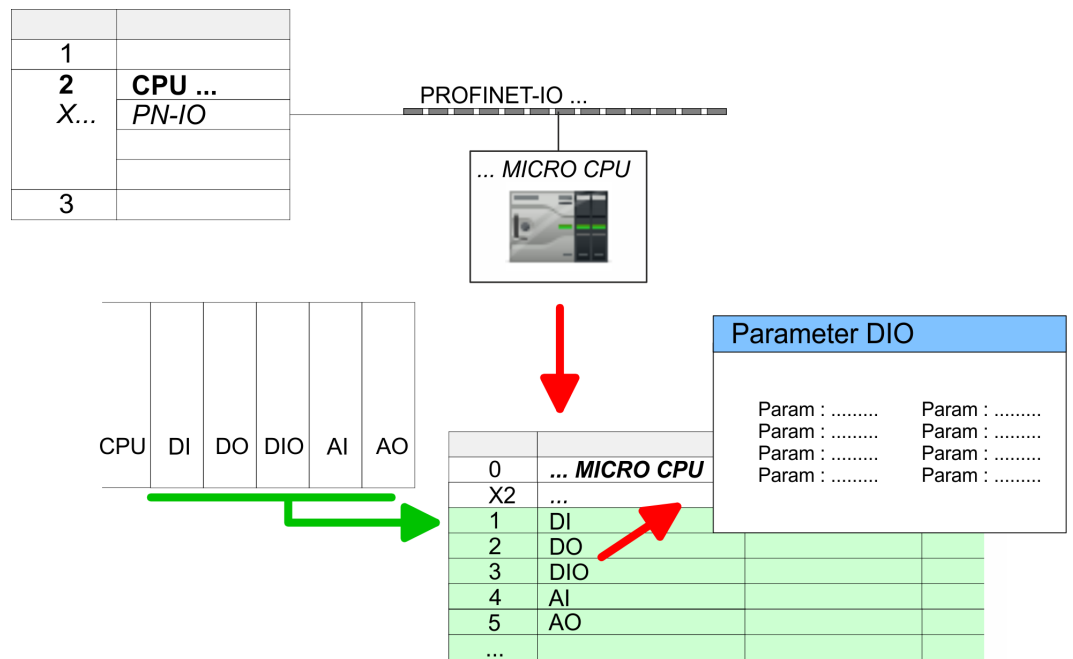 1
2 CPU ...
X... PN-IO
3
PROFINET-IO ...
... MICRO CPU
CPU DI DO DIO AI AO
Parameter DIO
Param : ......... Param : .........
Param : ......... Param : .........
Param : ......... Param : .........
Param : ......... Param : .........
0 ... MICRO CPU
X2 ...
1 DI
2 DO
3 DIO
4 AI
5 AO
...